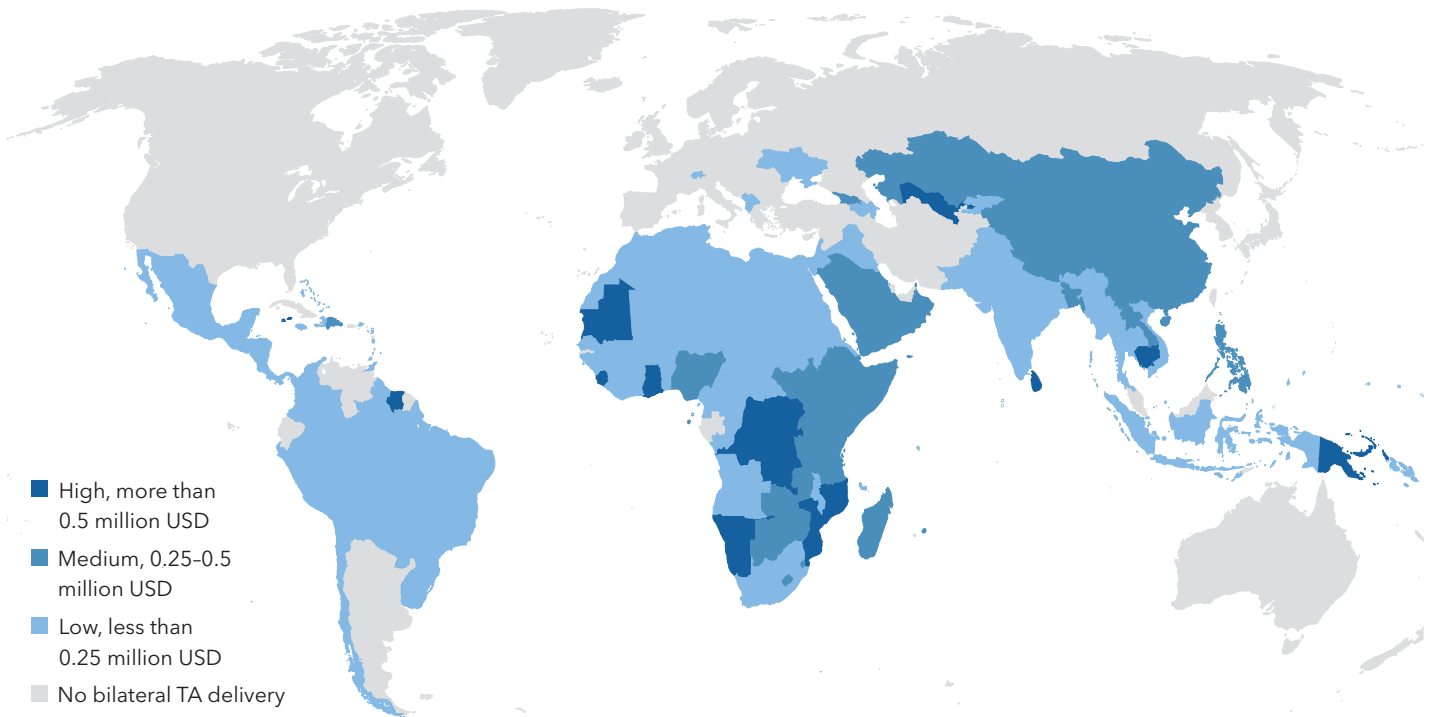 High, more than
0.5 million USD
Medium, 0.25–0.5
million USD
Low, less than
0.25 million USD
No bilateral TA delivery